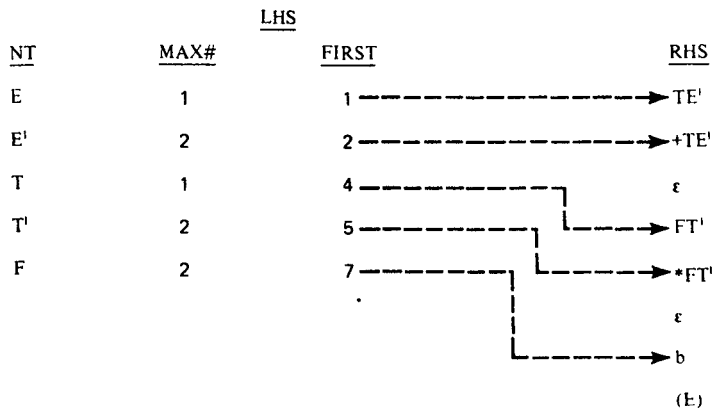 LHS
NT MAX# FIRST RHS
E 1 1 TE'
E' 2 2 +TE'
T 1 4 ε
T' 2 5 FT'
F 2 7 *FT'
ε
b
(E)